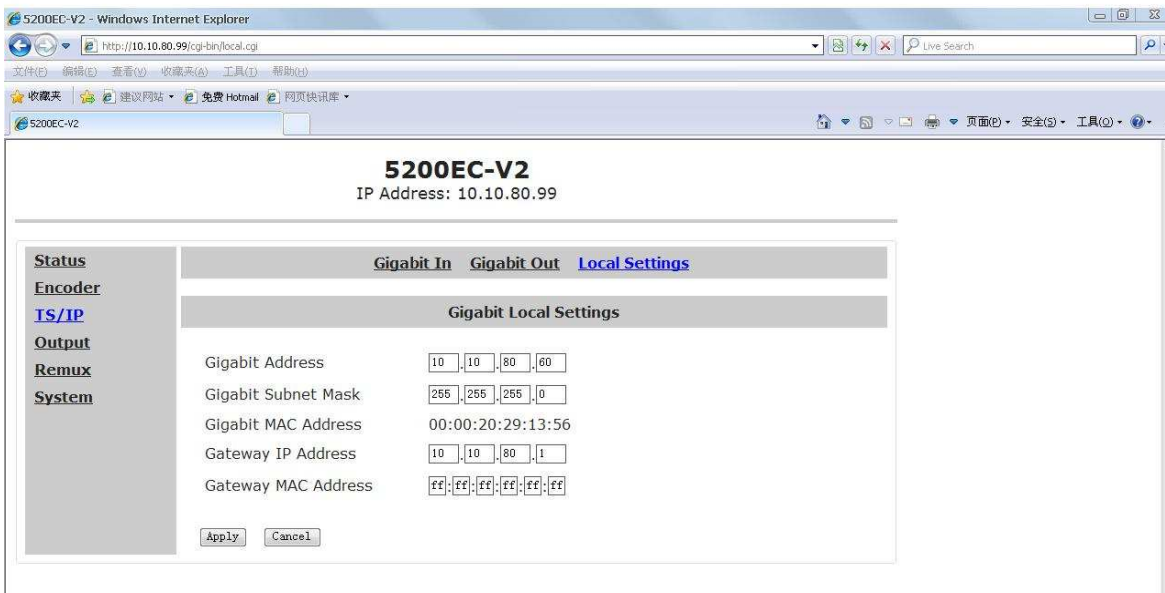 5200EC-V2 - Windows Internet Explorer
http://10.10.80.99/cgi-bin/local.cgi
Live Search
文件(F) 编辑(E) 查看(V) 收藏夹(A) 工具(T) 帮助(H)
收藏夹 建议网站 免费 Hotmail 网页快讯库
5200EC-V2 页面(P) 安全(S) 工具(O)
5200EC-V2
IP Address: 10.10.80.99
Status
Encoder
TS/IP
Output
Remux
System
Gigabit In Gigabit Out Local Settings
Gigabit Local Settings
Gigabit Address 10.10.80.60
Gigabit Subnet Mask 255.255.255.0
Gigabit MAC Address 00:00:20:29:13:56
Gateway IP Address 10.10.80.1
Gateway MAC Address ff:ff:ff:ff:ff:ff
Apply Cancel